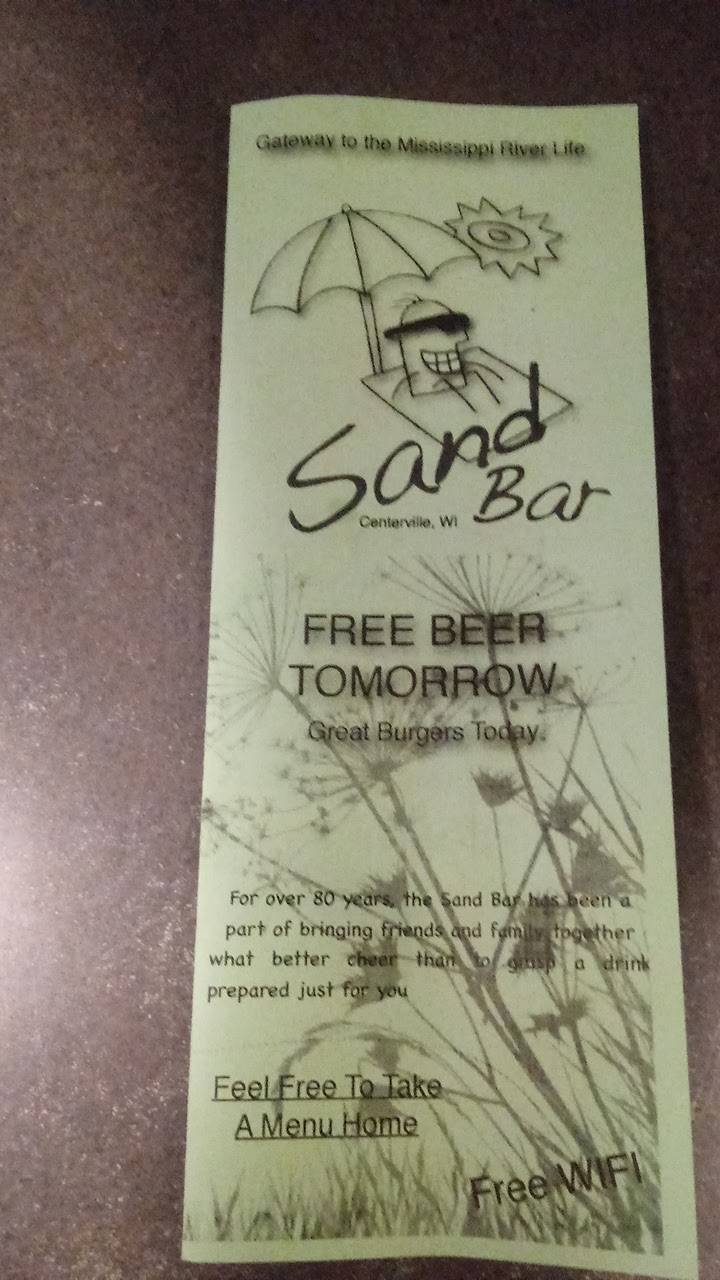 Gateway to the Mississippi River Life
Sand
Bar
Centerville, WI
FREE BEER
TOMORROW
Great Burgers Today.
For over 80 years, the Sand Bar has been a
part of bringing friends and family together
what better cheer than to grasp a drink
prepared just for you
Feel Free To Take
A Menu Home
Free WIFI